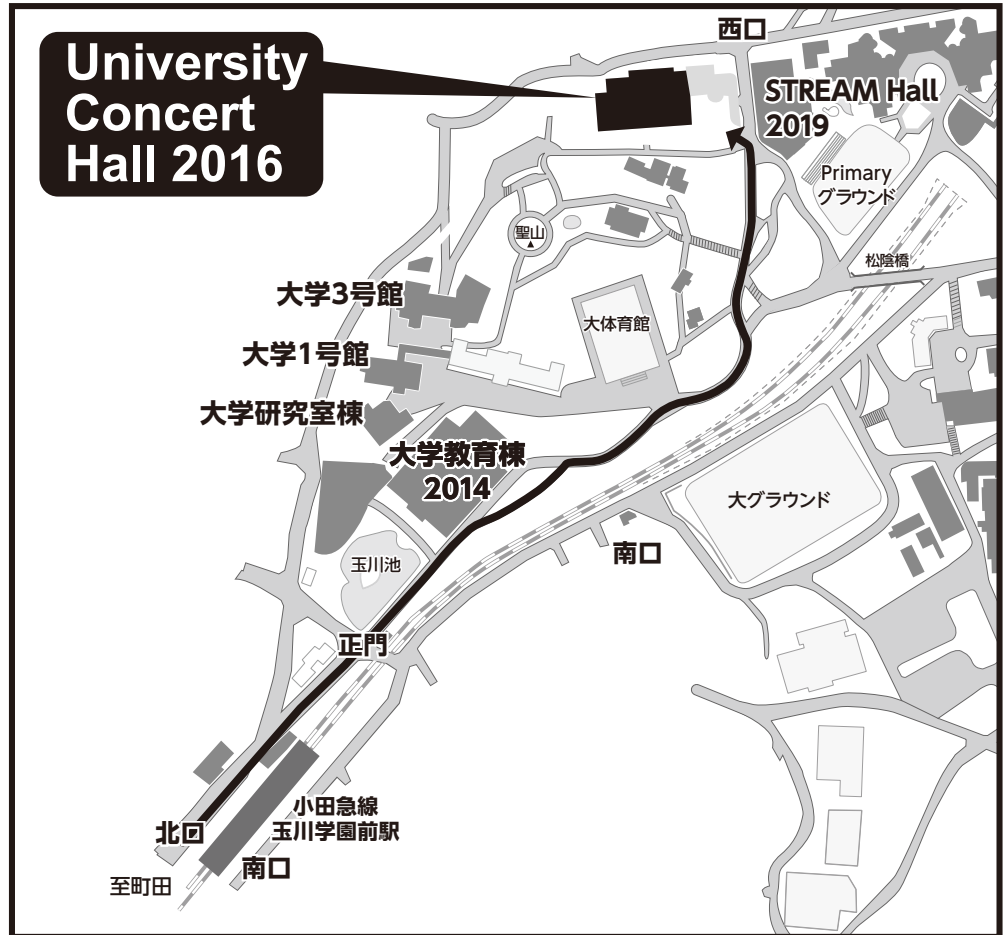 西口
University
Concert
Hall 2016
STREAM Hall
2019
Primary
グラウンド
聖山
松陰橋
大学3号館
大体育館
大学1号館
大学研究室棟
大学教育棟
2014
大グラウンド
南口
玉川池
正門
小田急線
玉川学園前駅
北口
南口
至町田